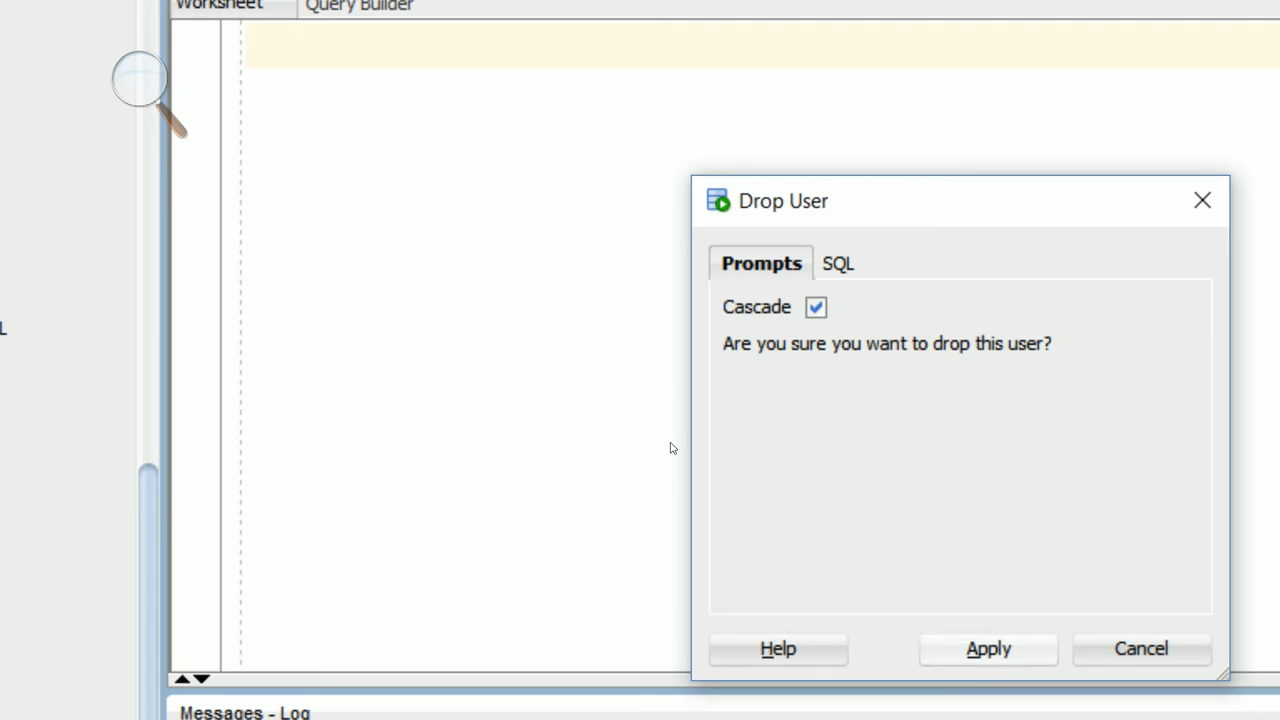 Worksheet
Query Builder
L
Drop User
Prompts
SQL
Cascade
Are you sure you want to drop this user?
Help
Apply
Cancel
Messages - Log